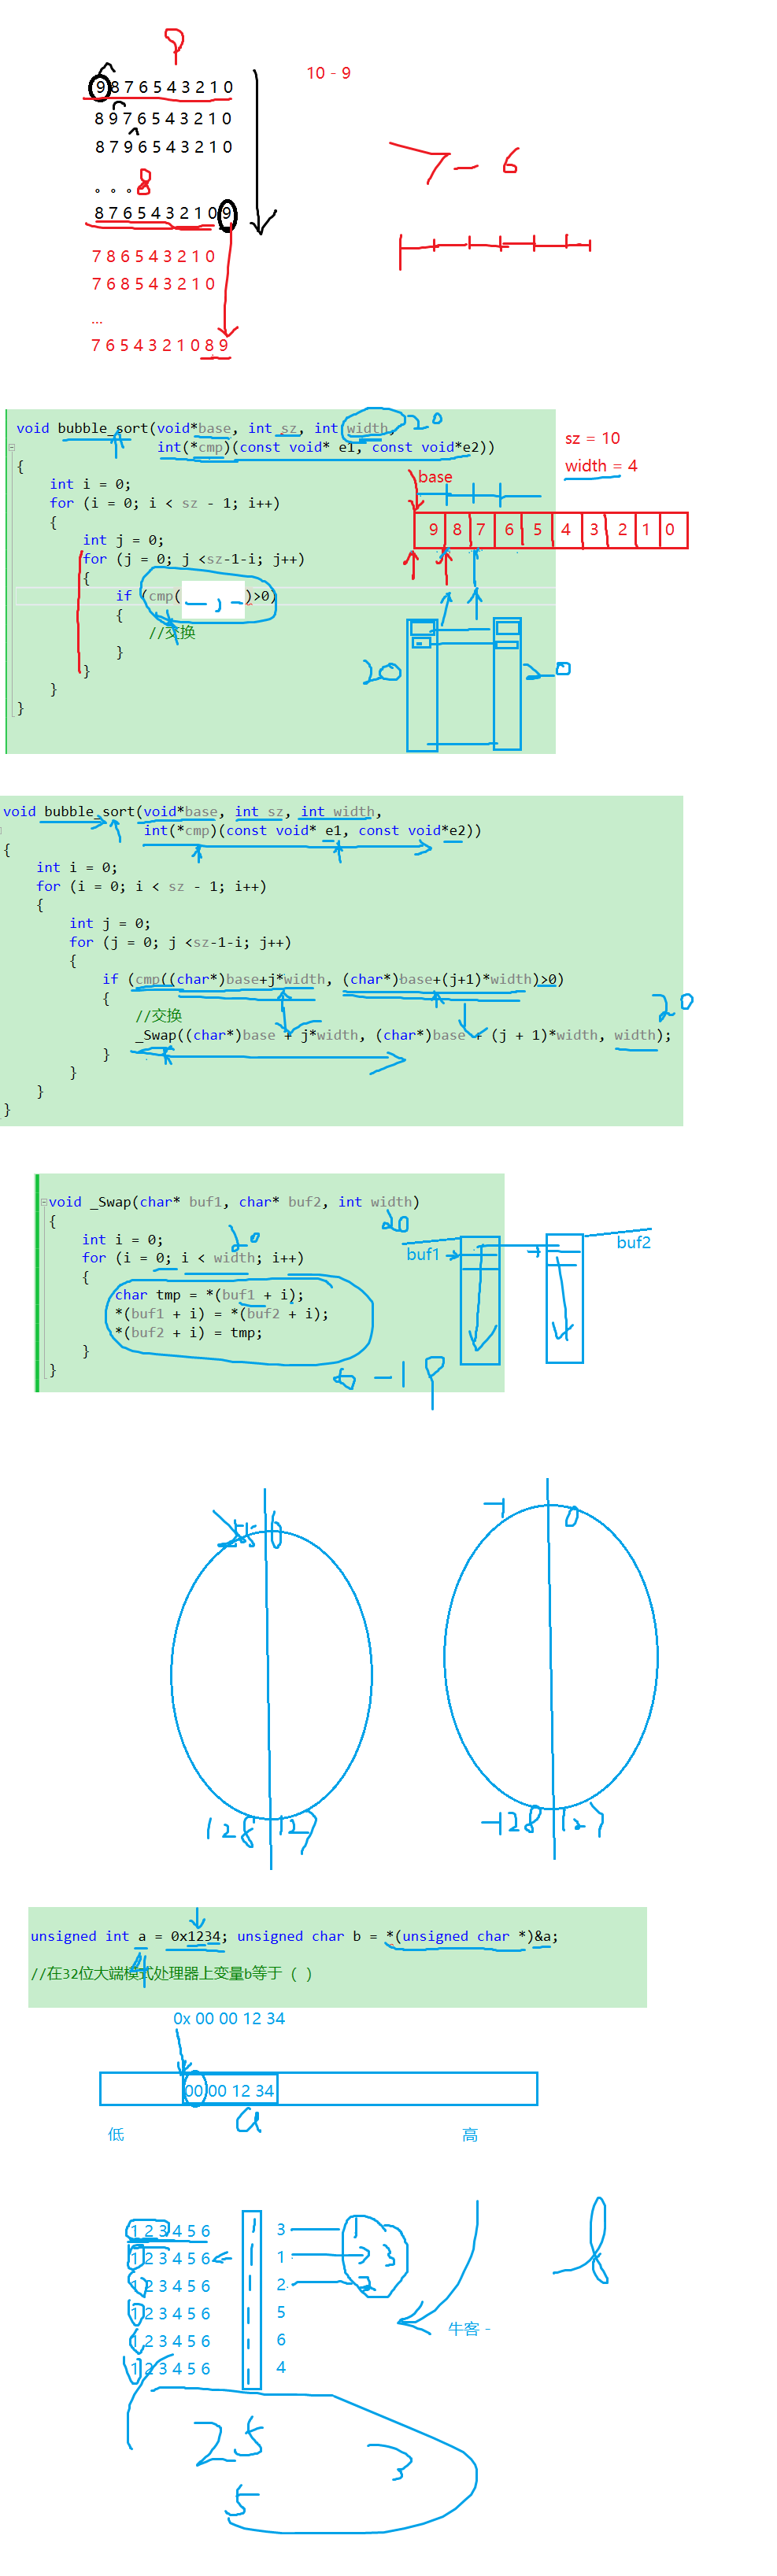 9
9 8 7 6 5 4 3 2 1 0
10 - 9
8 9 7 6 5 4 3 2 1 0
8 7 9 6 5 4 3 2 1 0
7 - 6
。。。8
8 7 6 5 4 3 2 1 0 9
7 8 6 5 4 3 2 1 0
7 6 8 5 4 3 2 1 0
...
7 6 5 4 3 2 1 0 8 9
void bubble_sort(void*base, int sz, int width, 20
int(*cmp)(const void* e1, const void*e2))
sz = 10
width = 4
{
int i = 0;
for (i = 0; i < sz - 1; i++)
{
int j = 0;
for (j = 0; j <sz-1-i; j++)
{
if (cmp( _ , _ )>0)
{
//交换
}
}
}
}
base
9 8 7 6 5 4 3 2 1 0
20 20
void bubble_sort(void*base, int sz, int width,
int(*cmp)(const void* e1, const void*e2))
{
int i = 0;
for (i = 0; i < sz - 1; i++)
{
int j = 0;
for (j = 0; j <sz-1-i; j++)
{
if (cmp((char*)base+j*width, (char*)base+(j+1)*width)>0)
{
//交换
20
_Swap((char*)base + j*width, (char*)base + (j + 1)*width, width);
}
}
}
}
void _Swap(char* buf1, char* buf2, int width)
{
int i = 0;
for (i = 0; i < width; i++)
{
char tmp = *(buf1 + i);
*(buf1 + i) = *(buf2 + i);
*(buf2 + i) = tmp;
}
}
20
20
buf1
buf2
0 - 19
255 0
-1 0
128 127
-128 127
unsigned int a = 0x1234; unsigned char b = *(unsigned char *)&a;
4
//在32位大端模式处理器上变量b等于 ( )
0x 00 00 12 34
00 00 12 34
a
低 高
1 2 3 4 5 6 3 1
1 2 3 4 5 6 1 3
1 2 3 4 5 6 2 2
1 2 3 4 5 6 5
1 2 3 4 5 6 6
1 2 3 4 5 6 4
牛客 -
25 3
5